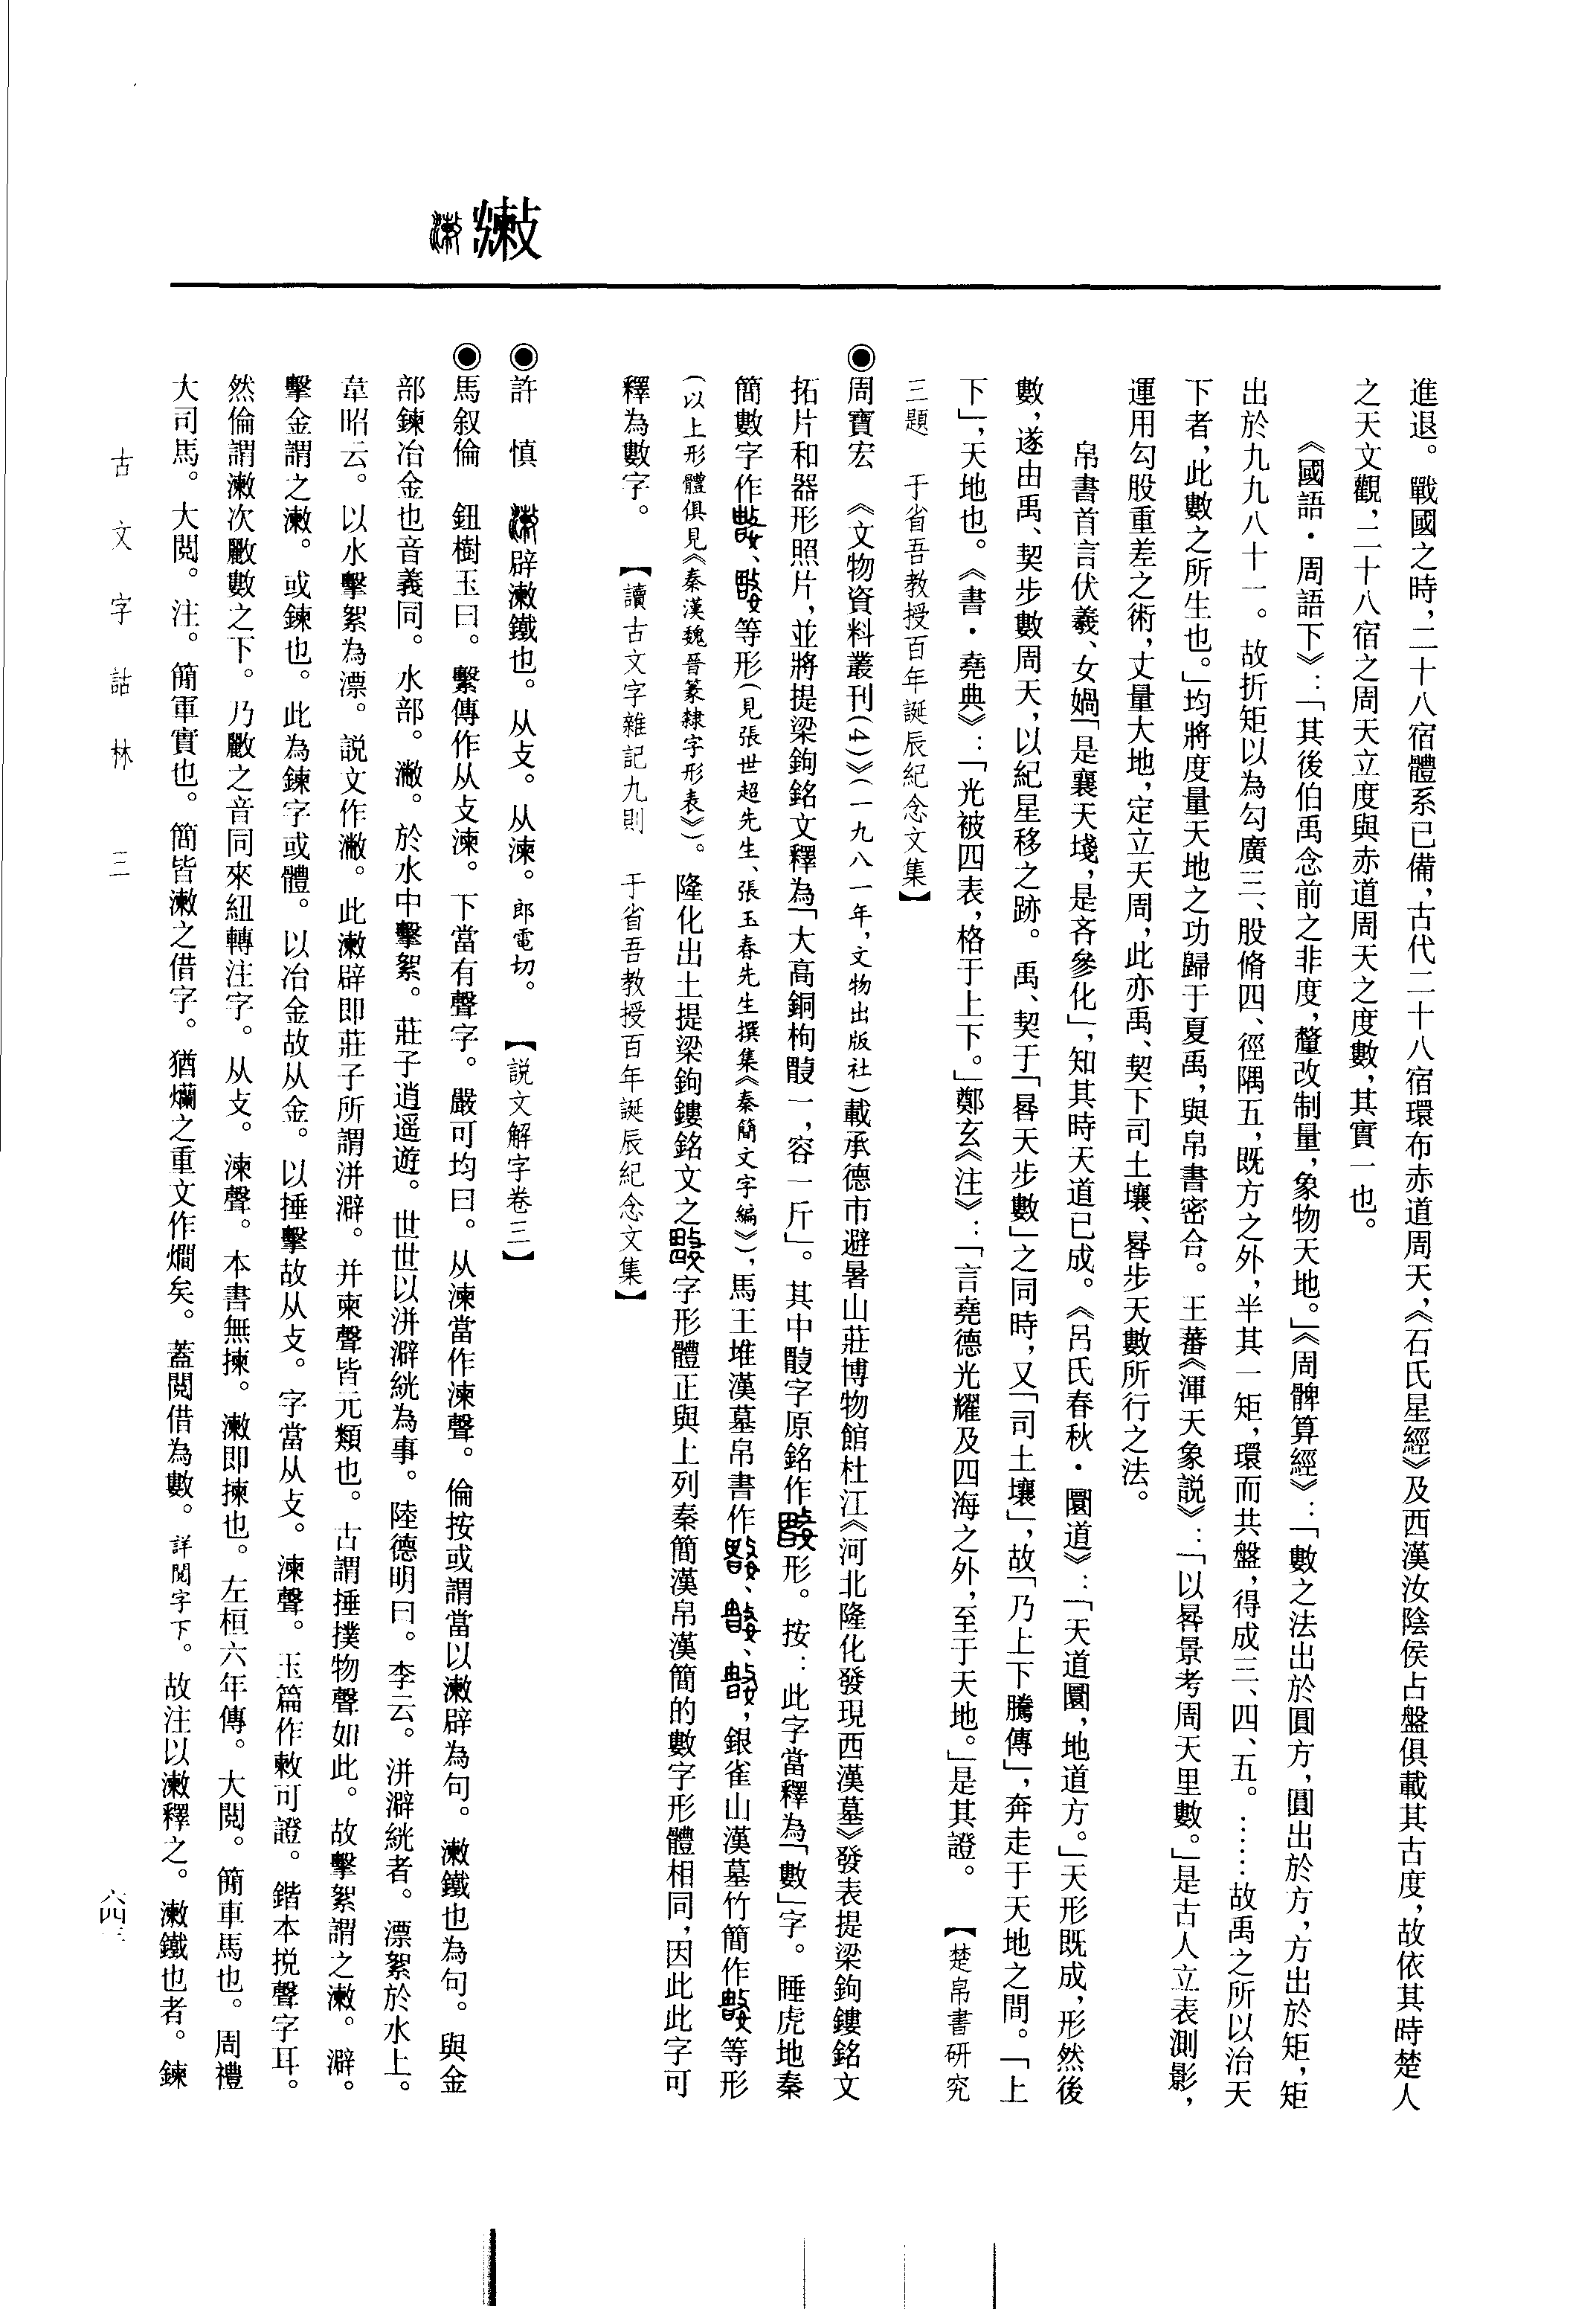 㪝
進退。戰國之時，二十八宿體系已備，古代二十八宿環布赤道周天，《石氏星經》及西漢汝陰侯占盤俱載其古度，故依其時楚人
之天文觀，二十八宿之周天立度與赤道周天之度數，其實一也。
《國語·周語下》：「其後伯禹念前之非度，釐改制量，象物天地。」《周髀算經》：「數之法出於圓方，圓出於方，方出於矩，矩
出於九九八十一。故折矩以為勾廣三、股脩四、徑隅五，既方之外，半其一矩，環而共盤，得成三、四、五。……故禹之所以治天
下者，此數之所生也。」均將度量天地之功歸于夏禹，與帛書密合。王蕃《渾天象説》：「以晷景考周天里數。」是古人立表測影，
運用勾股重差之術，丈量大地，定立天周，此亦禹、契下司土壤、晷步天數所行之法。
帛書首言伏羲、女媧「是襄天墝，是吝參化」，知其時天道已成。《呂氏春秋·圜道》：「天道圜，地道方。」天形既成，形然後
數，遂由禹、契步數周天，以紀星移之跡。禹、契于「晷天步數」之同時，又「司土壤」，故「乃上下騰傳」，奔走于天地之間。「上
下」，天地也。《書·堯典》：「光被四表，格于上下。」鄭玄《注》：「言堯德光耀及四海之外，至于天地。」是其證。【楚帛書研究
三題 于省吾教授百年誕辰紀念文集】
◉周寶宏 《文物資料叢刊(4)》(一九八一年，文物出版社)載承德市避暑山莊博物館杜江《河北隆化發現西漢墓》發表提梁鉤鏤銘文
拓片和器形照片，並將提梁鉤銘文釋為「大高銅枸 一，容一斤」。其中 字原銘作 形。按：此字當釋為「數」字。睡虎地秦
簡數字作 、 等形(見張世超先生、張玉春先生撰集《秦簡文字編》)，馬王堆漢墓帛書作 、 、 ，銀雀山漢墓竹簡作 等形
(以上形體俱見《秦漢魏晉篆隸字形表》)。隆化出土提梁鉤鏤銘文之 字形體正與上列秦簡漢帛漢簡的數字形體相同，因此此字可
釋為數字。【讀古文字雜記九則 于省吾教授百年誕辰紀念文集】
◉許 慎 辟㪝鐵也。从攴。从湅。郎電切。【説文解字卷三】
◉馬叙倫 鈕樹玉曰。繫傳作从攴湅。下當有聲字。嚴可均曰。从湅當作湅聲。倫按或謂當以㪝辟為句。㪝鐵也為句。與金
部鍊冶金也音義同。水部。潎。於水中擊絮。莊子逍遥遊。世世以洴澼絖為事。陸德明曰。李云。洴澼絖者。漂絮於水上。
韋昭云。以水擊絮為漂。説文作潎。此㪝辟即莊子所謂洴澼。并柬聲皆元類也。古謂捶撲物聲如此。故擊絮謂之㪝。澼。
擊金謂之㪝。或鍊也。此為鍊字或體。以冶金故从金。以捶擊故从攴。字當从攴。湅聲。玉篇作敕可證。鍇本挩聲字耳。
然倫謂㪝次㰚數之下。乃㰚之音同來紐轉注字。从攴。湅聲。本書無揀。㪝即揀也。左桓六年傳。大閲。簡車馬也。周禮
大司馬。大閲。注。簡軍實也。簡皆㪝之借字。猶爛之重文作燗矣。蓋閲借為數。詳閲字下。故注以㪝釋之。㪝鐵也者。鍊
古文字詁林 三